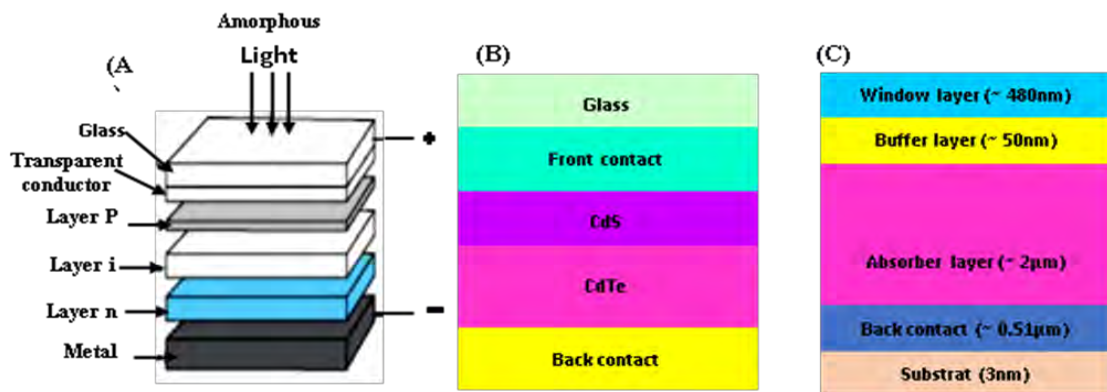 Amorphous
Light
(A
+
Glass
Transparent
conductor
Layer P
Layer i
Layer n
Metal
-
(B)
Glass
Front contact
CdS
CdTe
Back contact
(C)
Window layer (~ 480nm)
Buffer layer (~ 50nm)
Absorber layer (~ 2µm)
Back contact (~ 0.51µm)
Substrat (3nm)